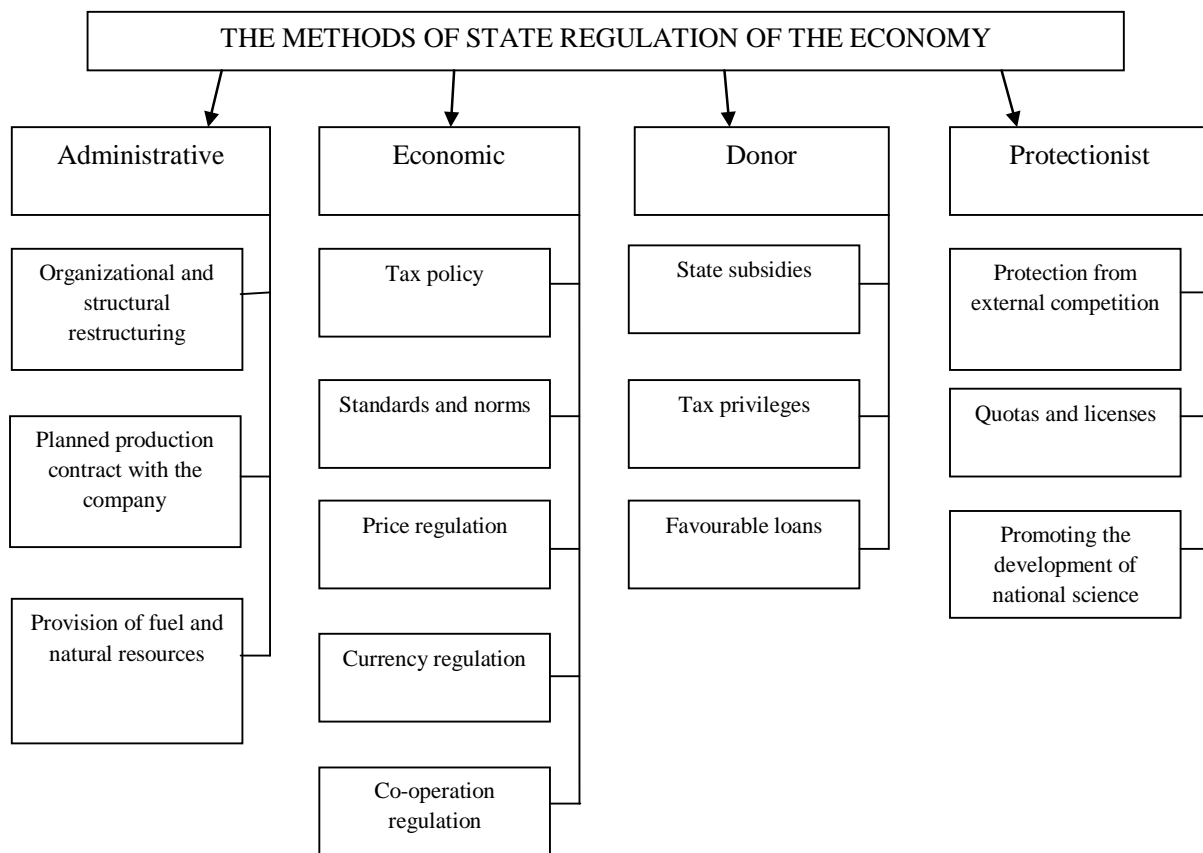 THE METHODS OF STATE REGULATION OF THE ECONOMY
Administrative
Organizational and
structural
restructuring
Planned production
contract with the
company
Provision of fuel and
natural resources
Economic
Tax policy
Standards and norms
Price regulation
Currency regulation
Co-operation
regulation
Donor
State subsidies
Tax privileges
Favourable loans
Protectionist
Protection from
external competition
Quotas and licenses
Promoting the
development of
national science